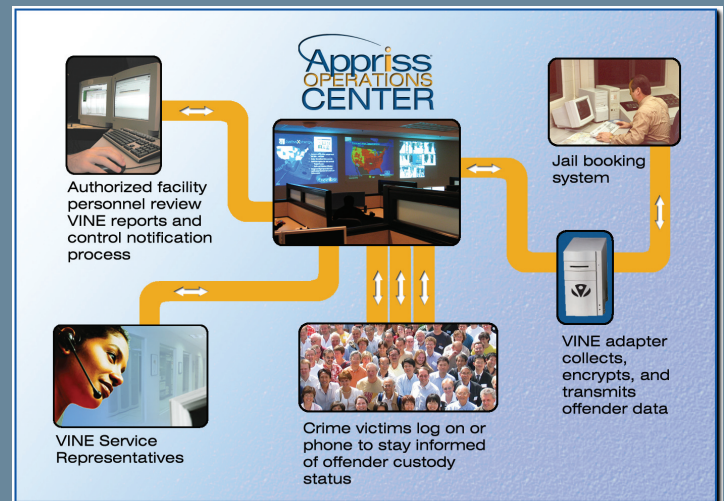 Appriss
OPERATIONS
CENTER
Authorized facility
personnel review
VINE reports and
control notification
process
Jail booking
system
VINE adapter
collects,
encrypts, and
transmits
offender data
VINE Service
Representatives
Crime victims log on or
phone to stay informed
of offender custody
status